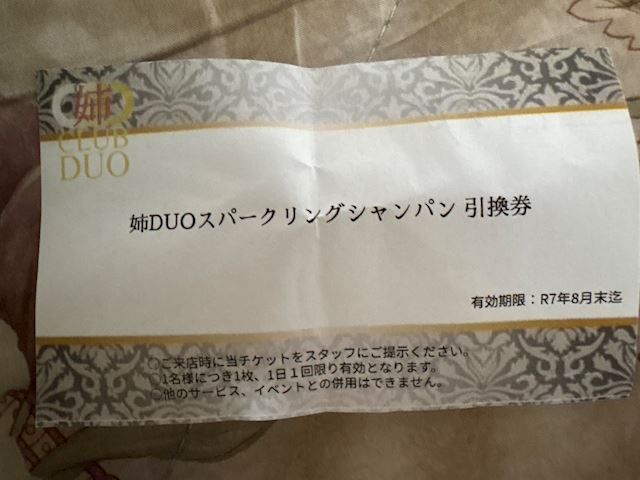 姉
CLUB
DUO
姉DUOスパークリングシャンパン 引換券
有効期限：R7年8月末迄
○ご来店時に当チケットをスタッフにご提示ください。
○1名様につき1枚、1日１回限り有効となります。
○他のサービス、イベントとの併用はできません。